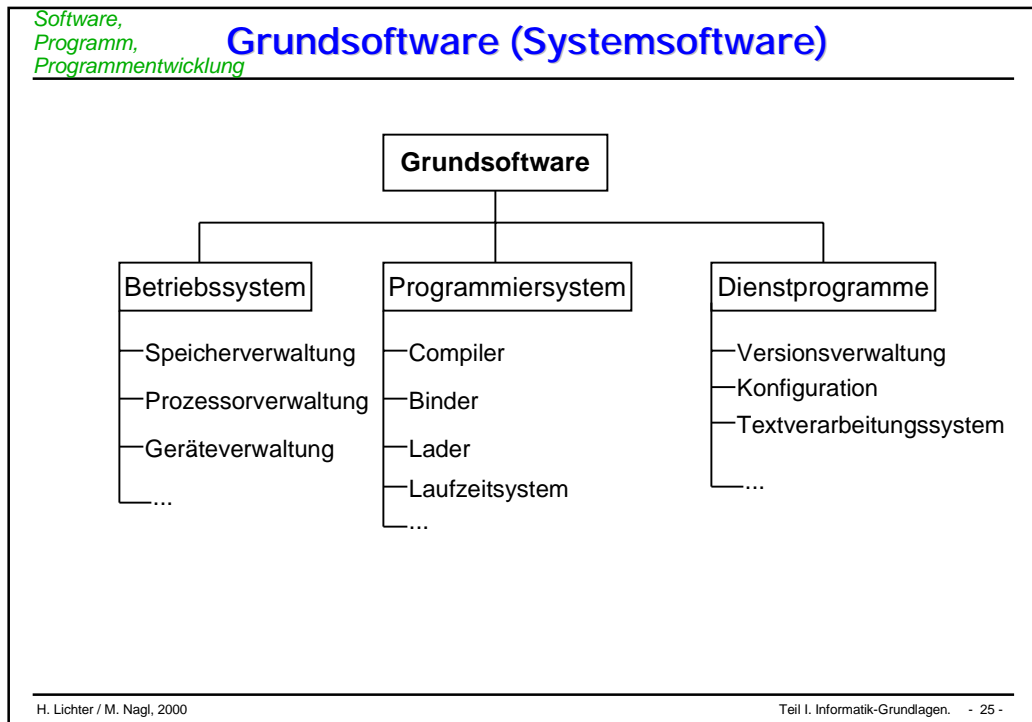 Software,
Programm,
Programmentwicklung
Grundsoftware (Systemsoftware)
Grundsoftware
Betriebssystem
Speicherverwaltung
Prozessorverwaltung
Geräteverwaltung
...
Programmiersystem
Compiler
Binder
Lader
Laufzeitsystem
...
Dienstprogramme
Versionsverwaltung
Konfiguration
Textverarbeitungssystem
...
H. Lichter / M. Nagl, 2000
Teil I. Informatik-Grundlagen. - 25 -